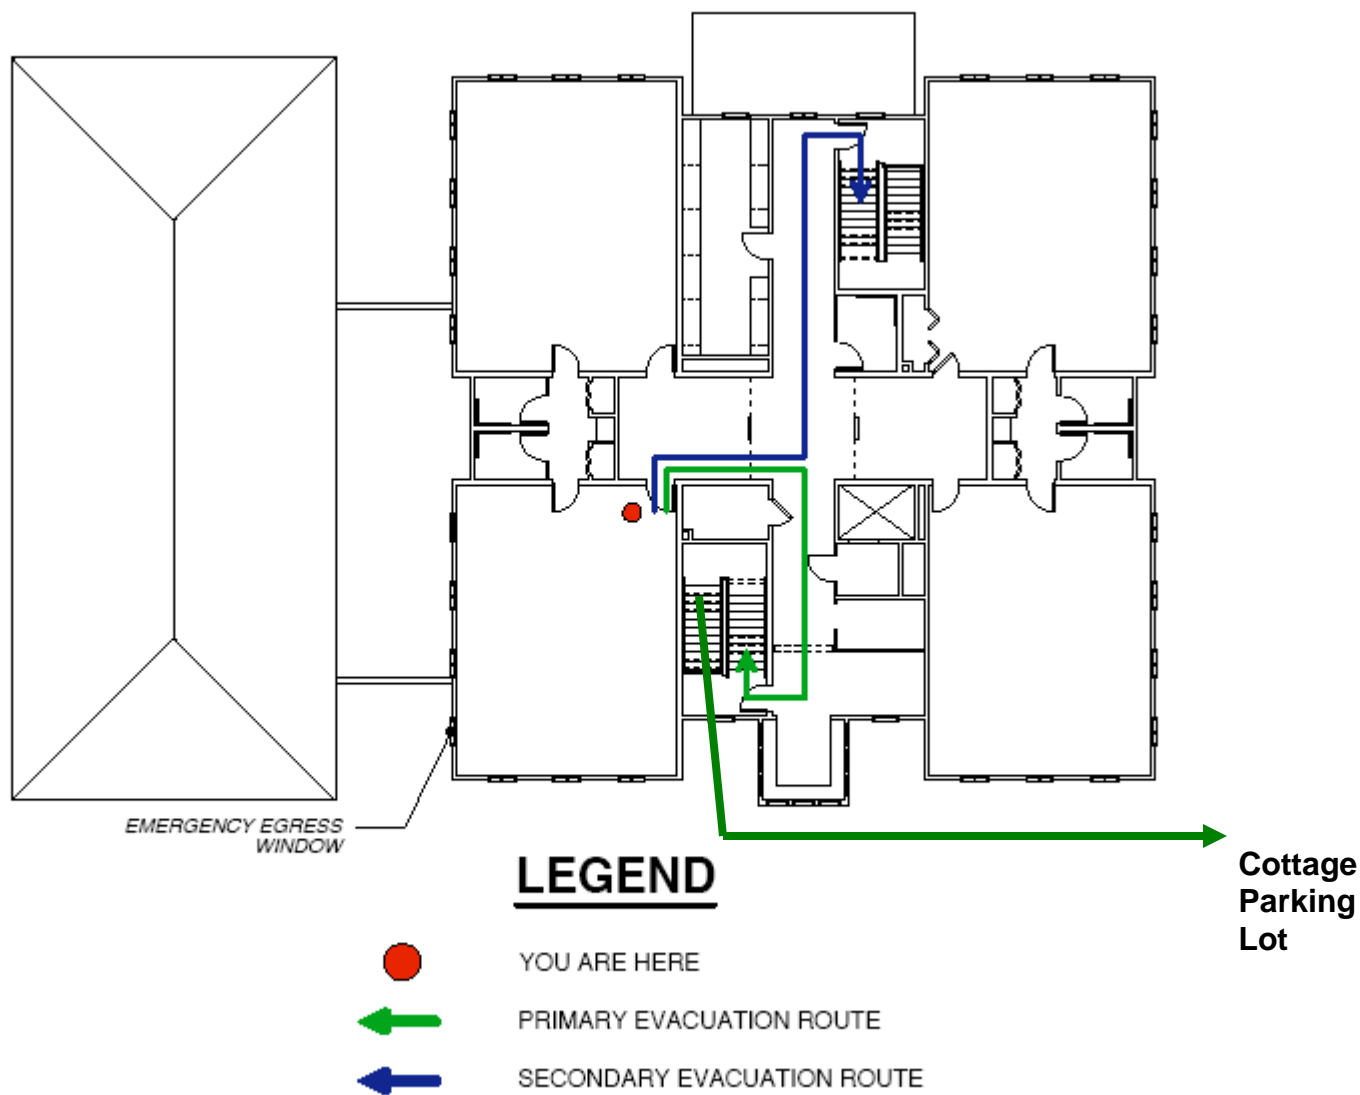 EMERGENCY EGRESS
WINDOW
Cottage
Parking
Lot
LEGEND
YOU ARE HERE
PRIMARY EVACUATION ROUTE
SECONDARY EVACUATION ROUTE